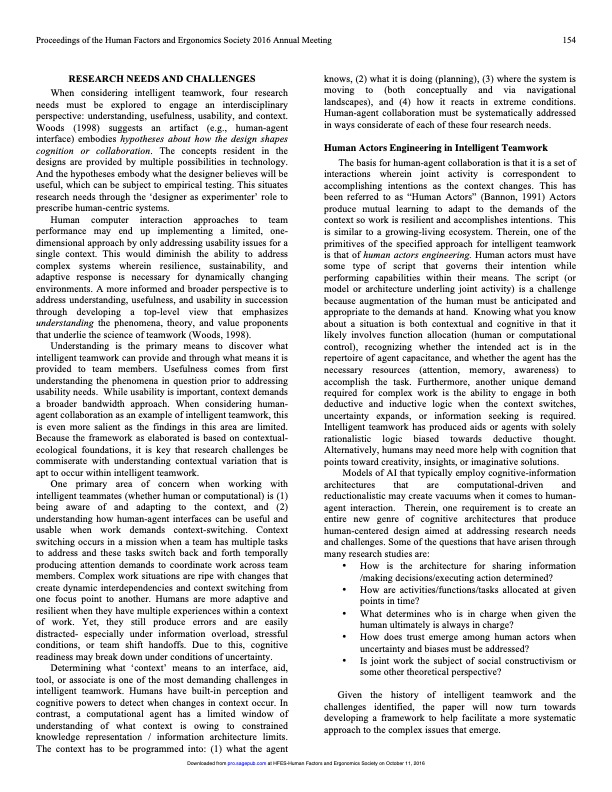 Proceedings of the Human Factors and Ergonomics Society 2016 Annual Meeting
154
RESEARCH NEEDS AND CHALLENGES
When considering intelligent teamwork, four research
needs must be explored to engage an interdisciplinary
perspective: understanding, usefulness, usability, and context.
Woods (1998) suggests an artifact (e.g., human-agent
interface) embodies hypotheses about how the design shapes
cognition or collaboration. The concepts resident in the
designs are provided by multiple possibilities in technology.
And the hypotheses embody what the designer believes will be
useful, which can be subject to empirical testing. This situates
research needs through the ‘designer as experimenter’ role to
prescribe human-centric systems.
Human computer interaction approaches to team
performance may end up implementing a limited, one-
dimensional approach by only addressing usability issues for a
single context. This would diminish the ability to address
complex systems wherein resilience, sustainability, and
adaptive response is necessary for dynamically changing
environments. A more informed and broader perspective is to
address understanding, usefulness, and usability in succession
through developing a top-level view that emphasizes
understanding the phenomena, theory, and value proponents
that underlie the science of teamwork (Woods, 1998).
Understanding is the primary means to discover what
intelligent teamwork can provide and through what means it is
provided to team members. Usefulness comes from first
understanding the phenomena in question prior to addressing
usability needs. While usability is important, context demands
a broader bandwidth approach. When considering human-
agent collaboration as an example of intelligent teamwork, this
is even more salient as the findings in this area are limited.
Because the framework as elaborated is based on contextual-
ecological foundations, it is key that research challenges be
commiserate with understanding contextual variation that is
apt to occur within intelligent teamwork.
One primary area of concern when working with
intelligent teammates (whether human or computational) is (1)
being aware of and adapting to the context, and (2)
understanding how human-agent interfaces can be useful and
usable when work demands context-switching. Context
switching occurs in a mission when a team has multiple tasks
to address and these tasks switch back and forth temporally
producing attention demands to coordinate work across team
members. Complex work situations are ripe with changes that
create dynamic interdependencies and context switching from
one focus point to another. Humans are more adaptive and
resilient when they have multiple experiences within a context
of work. Yet, they still produce errors and are easily
distracted- especially under information overload, stressful
conditions, or team shift handoffs. Due to this, cognitive
readiness may break down under conditions of uncertainty.
Determining what ‘context’ means to an interface, aid,
tool, or associate is one of the most demanding challenges in
intelligent teamwork. Humans have built-in perception and
cognitive powers to detect when changes in context occur. In
contrast, a computational agent has a limited window of
understanding of what context is owing to constrained
knowledge representation / information architecture limits.
The context has to be programmed into: (1) what the agent
knows, (2) what it is doing (planning), (3) where the system is
moving to (both conceptually and via navigational
landscapes), and (4) how it reacts in extreme conditions.
Human-agent collaboration must be systematically addressed
in ways considerate of each of these four research needs.
Human Actors Engineering in Intelligent Teamwork
The basis for human-agent collaboration is that it is a set of
interactions wherein joint activity is correspondent to
accomplishing intentions as the context changes. This has
been referred to as “Human Actors” (Bannon, 1991) Actors
produce mutual learning to adapt to the demands of the
context so work is resilient and accomplishes intentions. This
is similar to a growing-living ecosystem. Therein, one of the
primitives of the specified approach for intelligent teamwork
is that of human actors engineering. Human actors must have
some type of script that governs their intention while
performing capabilities within their means. The script (or
model or architecture underling joint activity) is a challenge
because augmentation of the human must be anticipated and
appropriate to the demands at hand. Knowing what you know
about a situation is both contextual and cognitive in that it
likely involves function allocation (human or computational
control), recognizing whether the intended act is in the
repertoire of agent capacitance, and whether the agent has the
necessary resources (attention, memory, awareness) to
accomplish the task. Furthermore, another unique demand
required for complex work is the ability to engage in both
deductive and inductive logic when the context switches,
uncertainty expands, or information seeking is required.
Intelligent teamwork has produced aids or agents with solely
rationalistic logic biased towards deductive thought.
Alternatively, humans may need more help with cognition that
points toward creativity, insights, or imaginative solutions.
Models of AI that typically employ cognitive-information
architectures that are computational-driven and
reductionalistic may create vacuums when it comes to human-
agent interaction. Therein, one requirement is to create an
entire new genre of cognitive architectures that produce
human-centered design aimed at addressing research needs
and challenges. Some of the questions that have arisen through
many research studies are:
• How is the architecture for sharing information
/making decisions/executing action determined?
• How are activities/functions/tasks allocated at given
points in time?
• What determines who is in charge when given the
human ultimately is always in charge?
• How does trust emerge among human actors when
uncertainty and biases must be addressed?
• Is joint work the subject of social constructivism or
some other theoretical perspective?
Given the history of intelligent teamwork and the
challenges identified, the paper will now turn towards
developing a framework to help facilitate a more systematic
approach to the complex issues that emerge.
Downloaded from pro.sagepub.com at HFES-Human Factors and Ergonomics Society on October 11, 2016